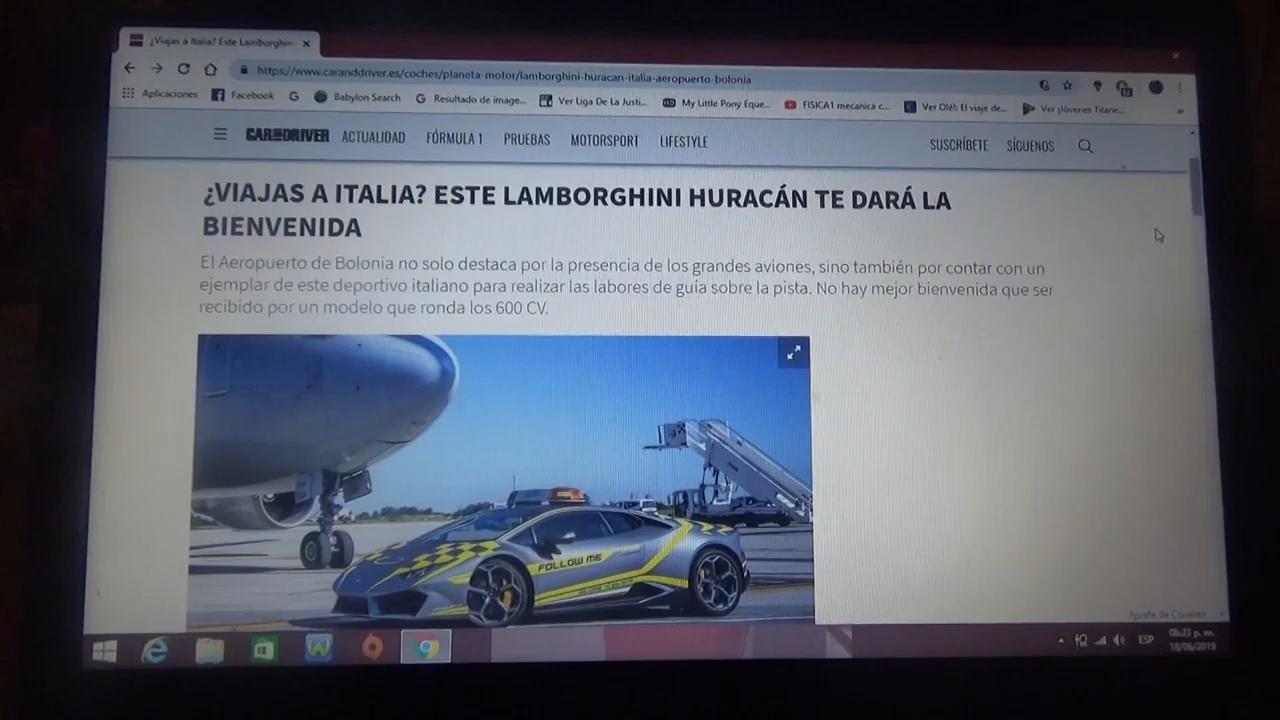 ¿Viajas a Italia? Este Lamborghin
https://www.caranddriver.es/coches/planeta-motor/lamborghini-huracan-italia-aeropuerto-bolonia
Aplicaciones Facebook Babylon Search Resultado de image... Ver Liga De La Justi... My Little Pony Eque... FISICA1 mecanica c... Ver Olé!: El viaje de... Ver ¡Jóvenes Titane...
CAR AND DRIVER ACTUALIDAD FÓRMULA 1 PRUEBAS MOTORSPORT LIFESTYLE SUSCRÍBETE SÍGUENOS
¿VIAJAS A ITALIA? ESTE LAMBORGHINI HURACÁN TE DARÁ LA
BIENVENIDA
El Aeropuerto de Bolonia no solo destaca por la presencia de los grandes aviones, sino también por contar con un
ejemplar de este deportivo italiano para realizar las labores de guía sobre la pista. No hay mejor bienvenida que ser
recibido por un modelo que ronda los 600 CV.
FOLLOW ME
Ajuste de
ESP
06:23 p. m.
18/06/2019